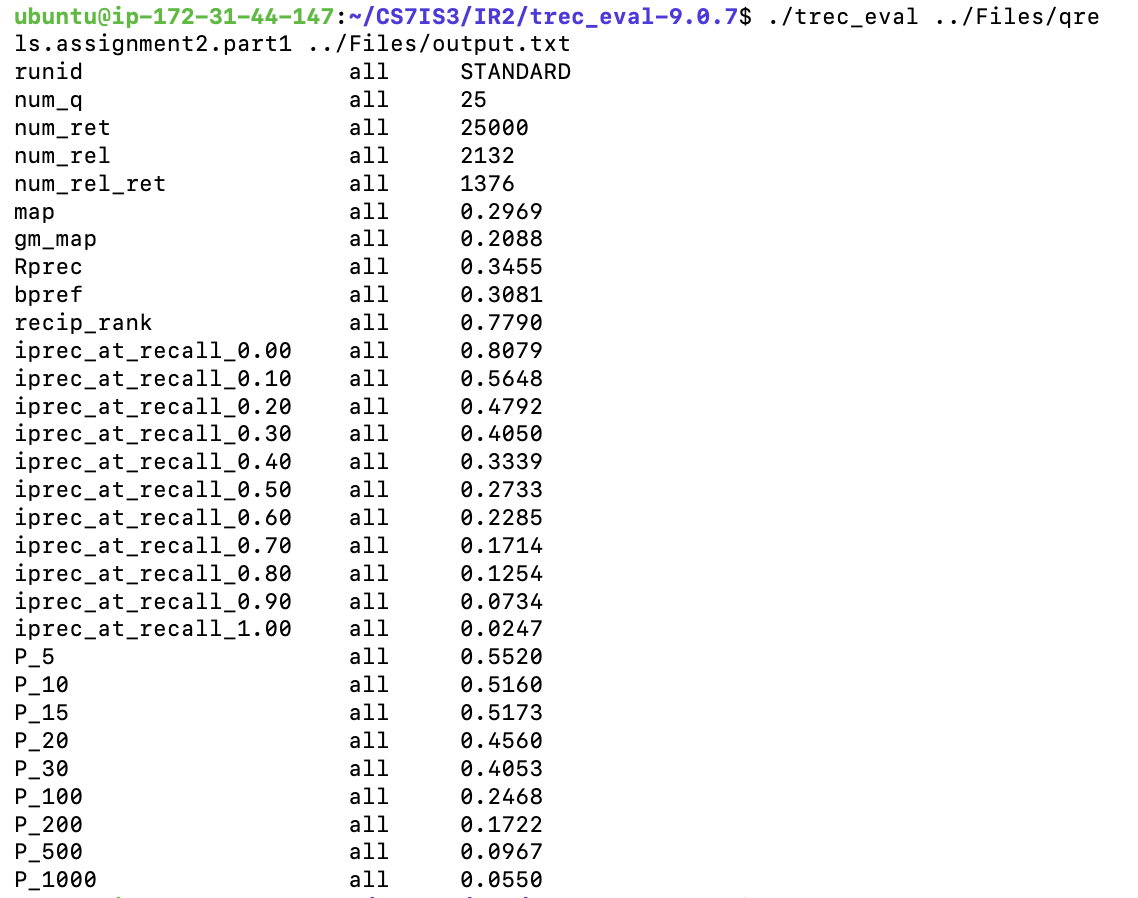 ubuntu@ip-172-31-44-147:~/CS7IS3/IR2/trec_eval-9.0.7$ ./trec_eval ../Files/qre
ls.assignment2.part1 ../Files/output.txt
runid all STANDARD
num_q all 25
num_ret all 25000
num_rel all 2132
num_rel_ret all 1376
map all 0.2969
gm_map all 0.2088
Rprec all 0.3455
bpref all 0.3081
recip_rank all 0.7790
iprec_at_recall_0.00 all 0.8079
iprec_at_recall_0.10 all 0.5648
iprec_at_recall_0.20 all 0.4792
iprec_at_recall_0.30 all 0.4050
iprec_at_recall_0.40 all 0.3339
iprec_at_recall_0.50 all 0.2733
iprec_at_recall_0.60 all 0.2285
iprec_at_recall_0.70 all 0.1714
iprec_at_recall_0.80 all 0.1254
iprec_at_recall_0.90 all 0.0734
iprec_at_recall_1.00 all 0.0247
P_5 all 0.5520
P_10 all 0.5160
P_15 all 0.5173
P_20 all 0.4560
P_30 all 0.4053
P_100 all 0.2468
P_200 all 0.1722
P_500 all 0.0967
P_1000 all 0.0550